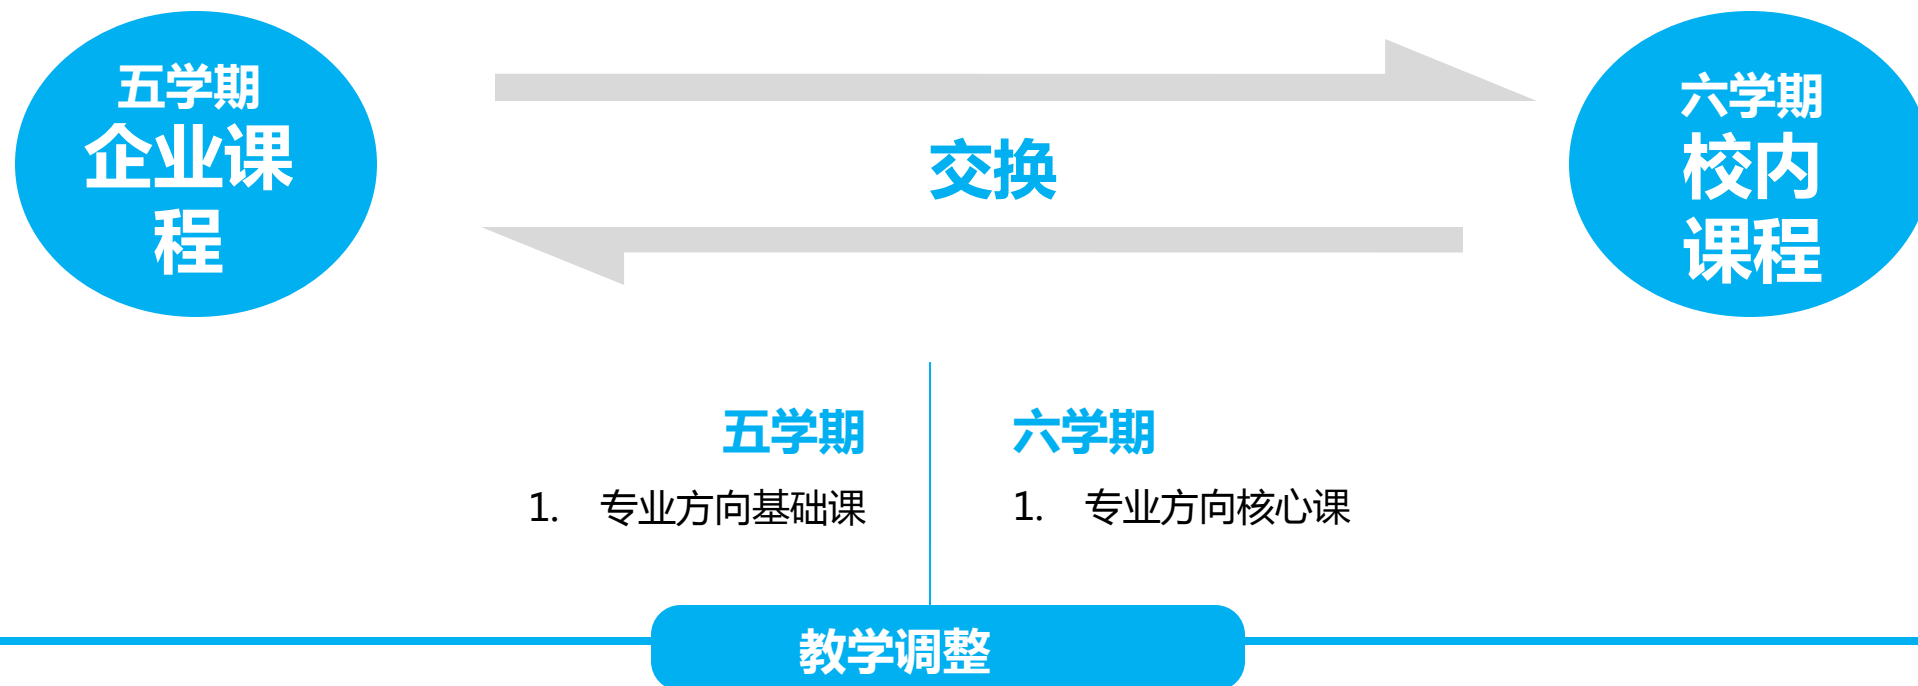 五学期
企业课
程
交换
六学期
校内
课程
五学期
1. 专业方向基础课
六学期
1. 专业方向核心课
教学调整